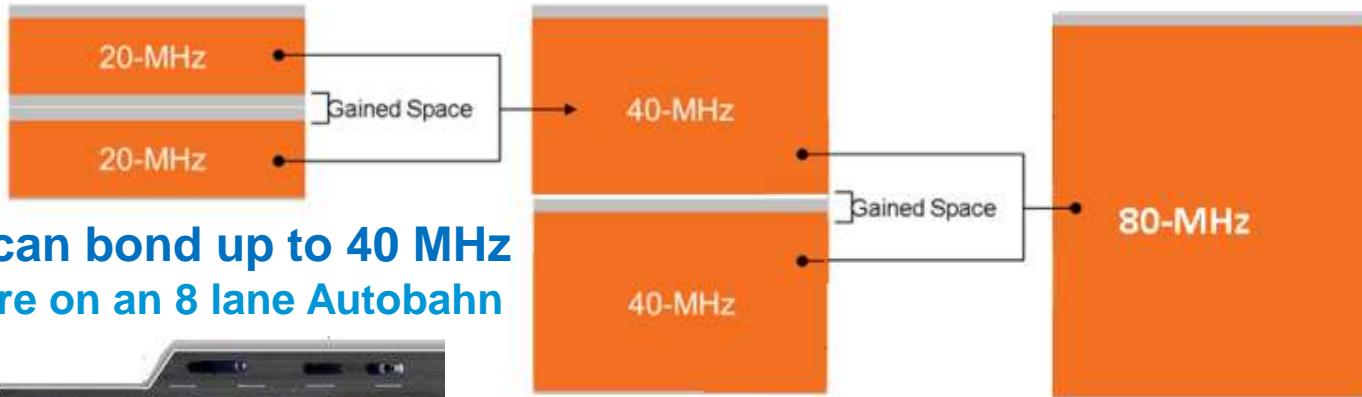 20-MHz
Gained Space
20-MHz
40-MHz
Gained Space
40-MHz
80-MHz
can bond up to 40 MHz
re on an 8 lane Autobahn